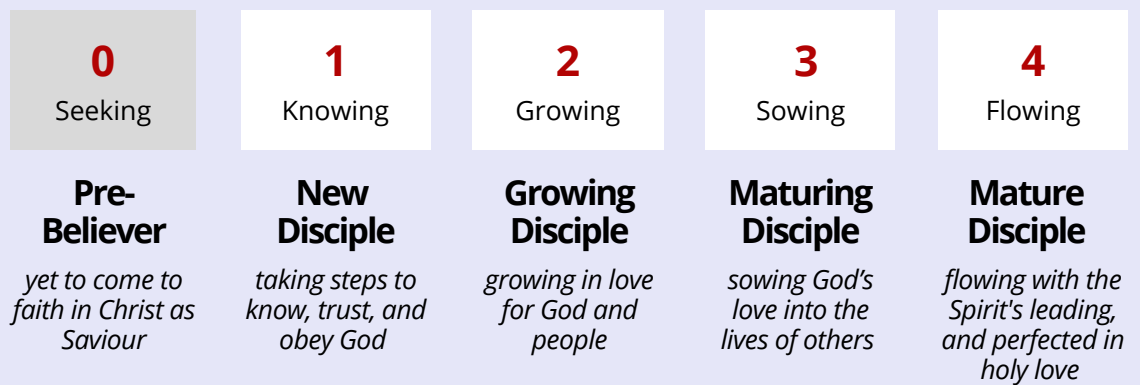 0
Seeking
Pre-
Believer
yet to come to
faith in Christ as
Saviour
1
Knowing
New
Disciple
taking steps to
know, trust, and
obey God
2
Growing
Growing
Disciple
growing in love
for God and
people
3
Sowing
Maturing
Disciple
sowing God’s
love into the
lives of others
4
Flowing
Mature
Disciple
flowing with the
Spirit's leading,
and perfected in
holy love